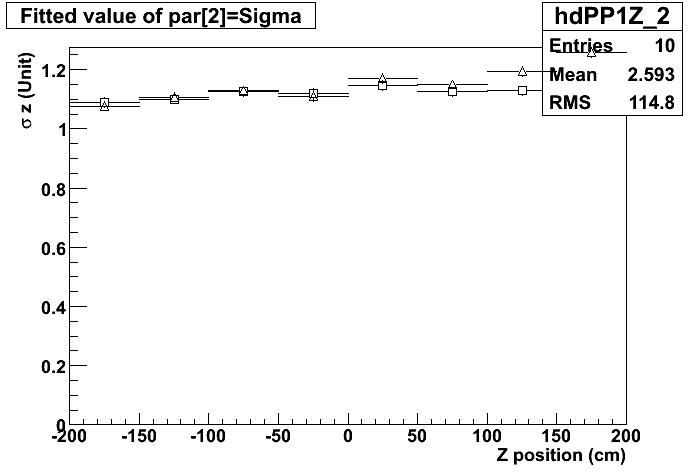 Fitted value of par[2]=Sigma
hdPP1Z_2
Entries 10
Mean 2.593
RMS 114.8
σ z (Unit)
1.2
1
0.8
0.6
0.4
0.2
0
-200 -150 -100 -50 0 50 100 150 200
Z position (cm)